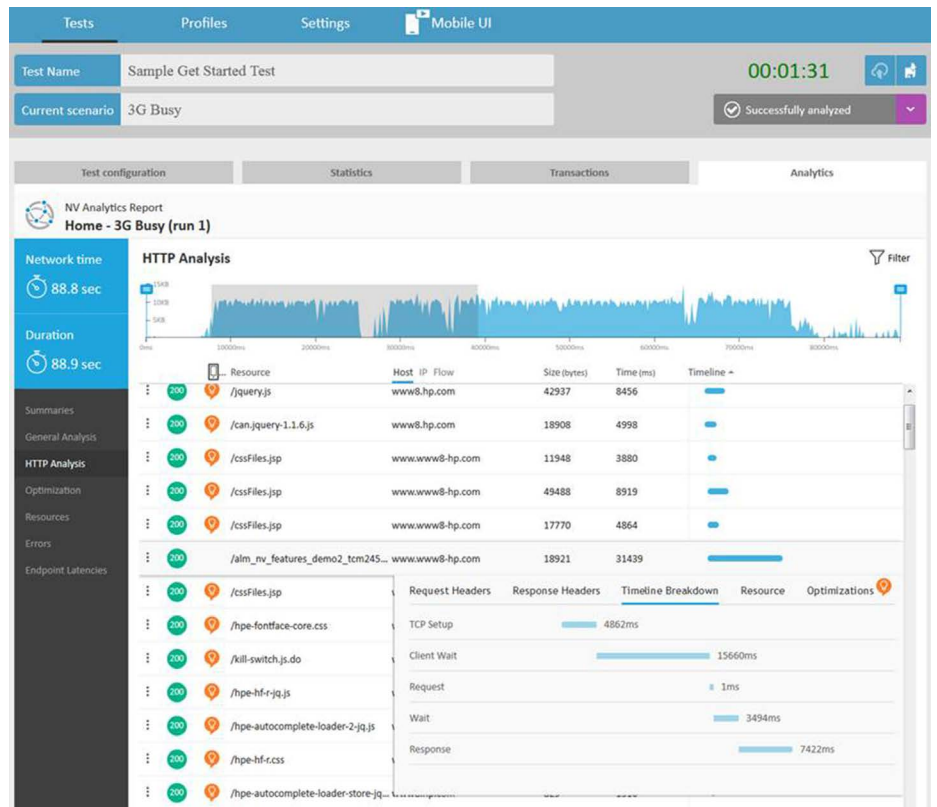 Tests Profiles Settings Mobile UI
Test Name Sample Get Started Test 00:01:31
Current scenario 3G Busy Successfully analyzed
Test configuration Statistics Transactions Analytics
NV Analytics Report
Home - 3G Busy (run 1)
Network time HTTP Analysis Filter
88.8 sec
15KB
10KB
5KB
Duration
88.9 sec
0ms 10000ms 20000ms 30000ms 40000ms 50000ms 60000ms 70000ms 80000ms
... Resource Host IP Flow Size (bytes) Time (ms) Timeline
200 /jquery.js www8.hp.com 42937 8456
Summaries
200 /can.jquery-1.1.6.js www8.hp.com 18908 4998
General Analysis
200 /cssFiles.jsp www.www8-hp.com 11948 3880
HTTP Analysis
200 /cssFiles.jsp www.www8-hp.com 49488 8919
Optimization
200 /cssFiles.jsp www.www8-hp.com 17770 4864
Resources
Errors
200 /alm_nv_features_demo2_tcm245... www.www8-hp.com 18921 31439
Endpoint Latencies
200 /cssFiles.jsp
Request Headers Response Headers Timeline Breakdown Resource Optimizations
200 /hpe-fontface-core.css
TCP Setup 4862ms
200 /kill-switch.js.do
Client Wait 15660ms
200 /hpe-hf-r-jq.js
Request 1ms
200 /hpe-autocomplete-loader-2-jq.js
Wait 3494ms
200 /hpe-hf-r.css
Response 7422ms
200 /hpe-autocomplete-loader-store-jq...